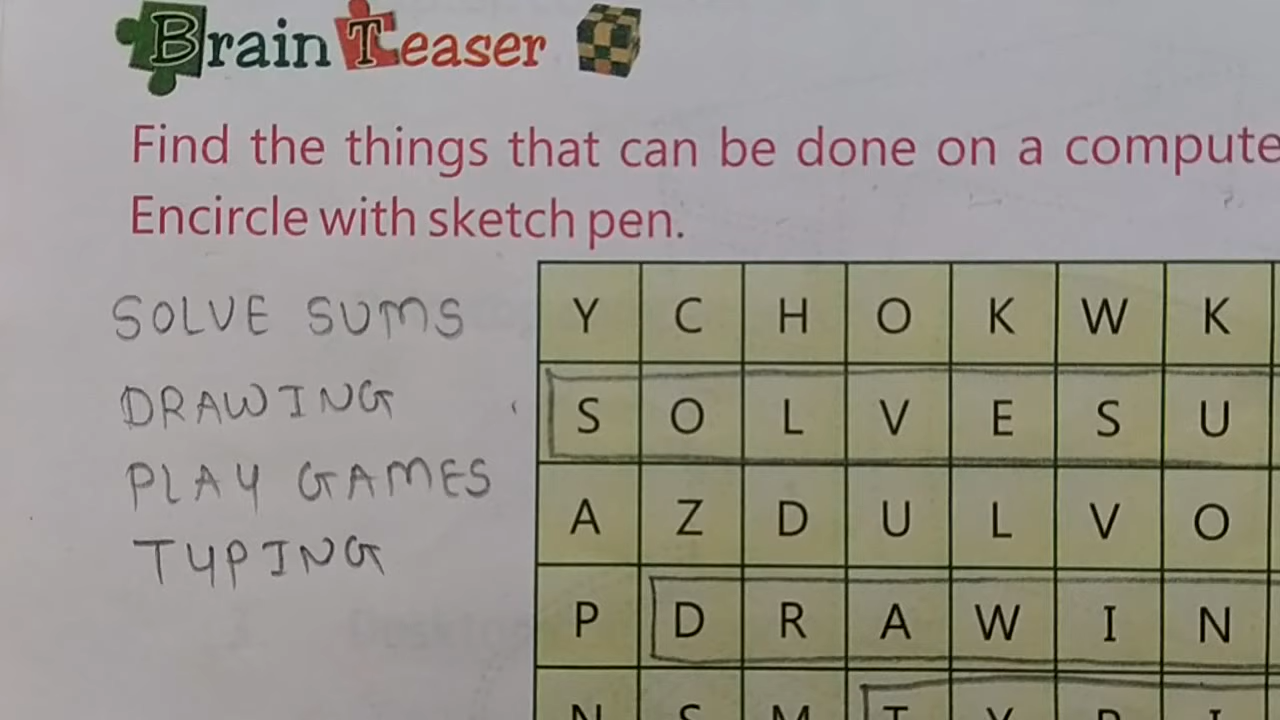 Brain Teaser
Find the things that can be done on a compute
Encircle with sketch pen.
SOLVE SUMS
DRAWING
PLAY GAMES
TYPING
Y C H O K W K
S O L V E S U
A Z D U L V O
P D R A W I N
N S M T Y P I